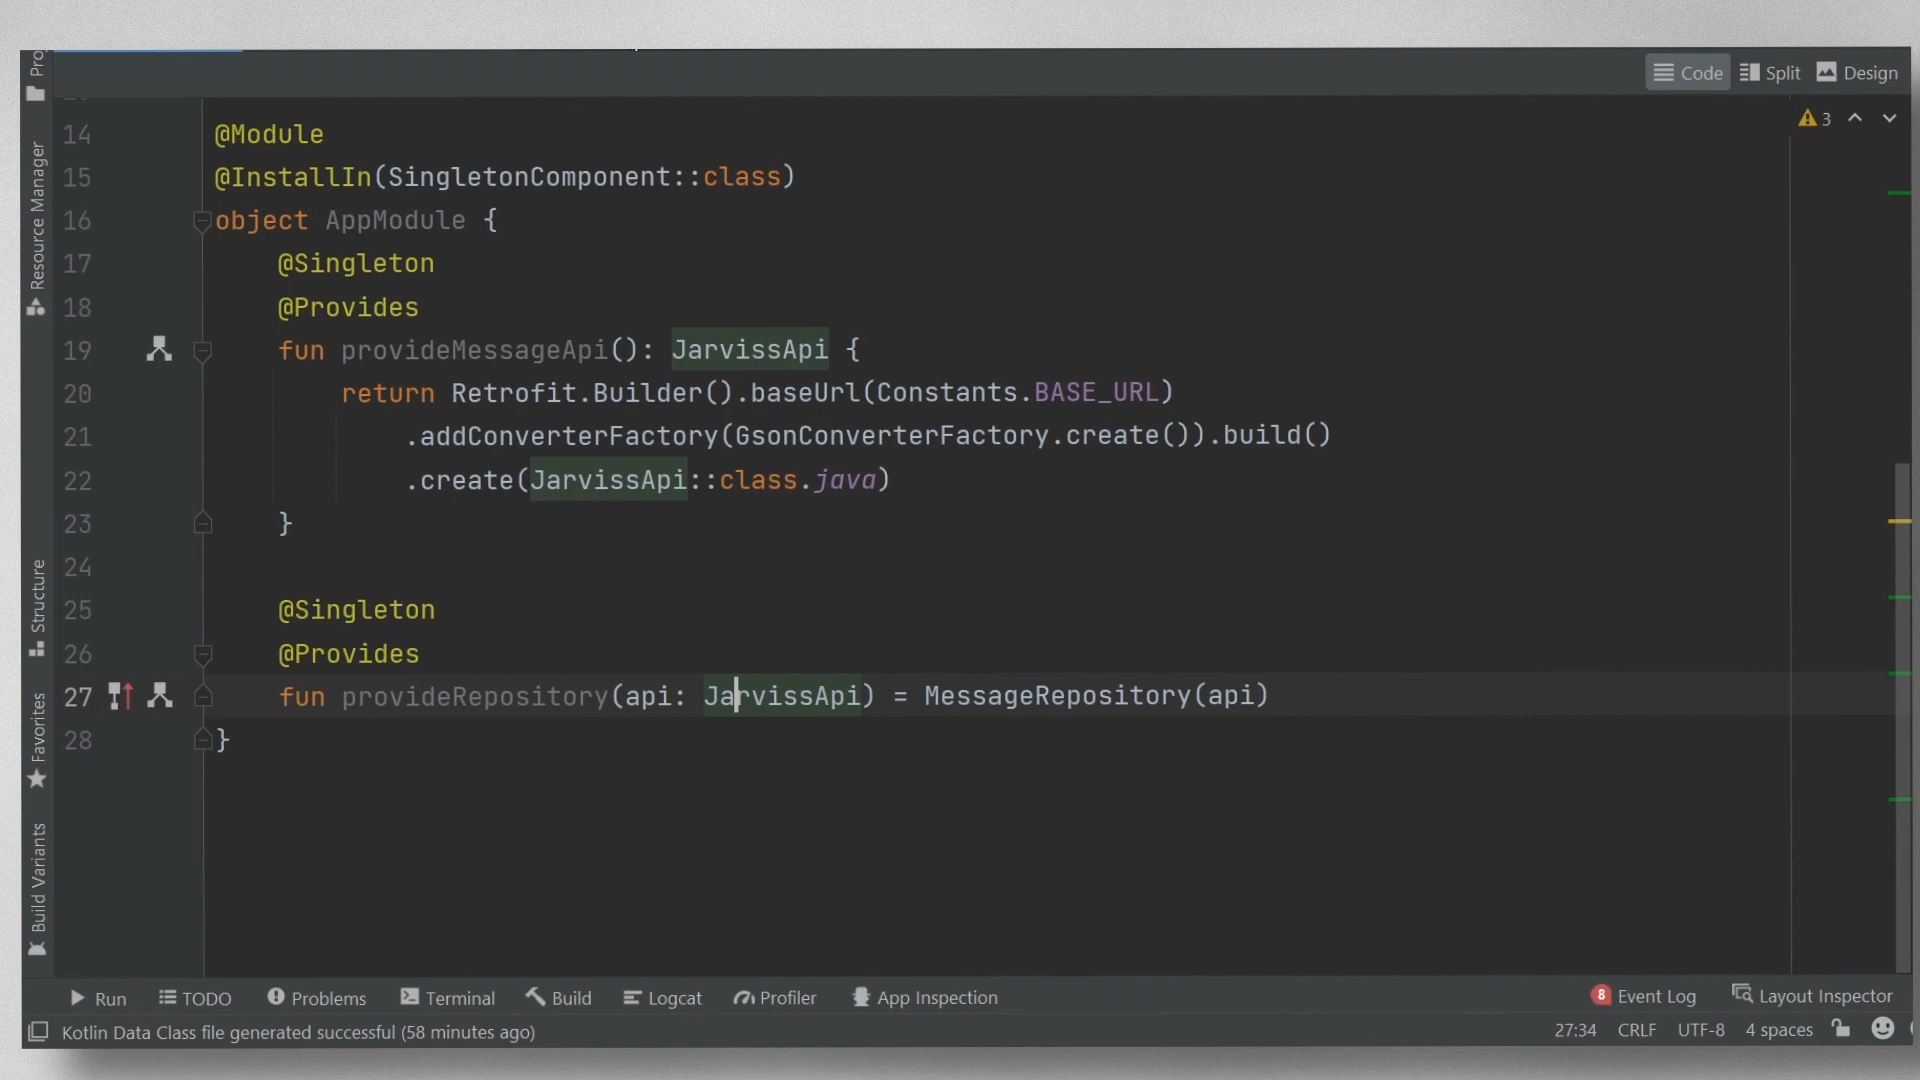 Code Split Design
3
14 @Module
15 @InstallIn(SingletonComponent::class)
16 object AppModule {
17 @Singleton
18 @Provides
19 fun provideMessageApi(): JarvissApi {
20 return Retrofit.Builder().baseUrl(Constants.BASE_URL)
21 .addConverterFactory(GsonConverterFactory.create()).build()
22 .create(JarvissApi::class.java)
23 }
24
25 @Singleton
26 @Provides
27 fun provideRepository(api: JarvissApi) = MessageRepository(api)
28 }
Resource Manager
Structure
Favorites
Build Variants
Run TODO Problems Terminal Build Logcat Profiler App Inspection 8 Event Log Layout Inspector
Kotlin Data Class file generated successful (58 minutes ago) 27:34 CRLF UTF-8 4 spaces